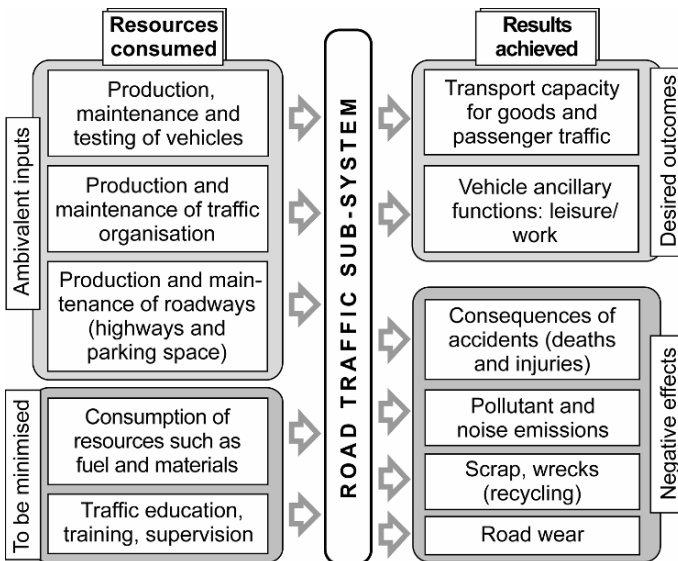 Resources
consumed
Ambivalent inputs
Production,
maintenance and
testing of vehicles
Production and
maintenance of traffic
organisation
Production and main-
tenance of roadways
(highways and
parking space)
To be minimised
Consumption of
resources such as
fuel and materials
Traffic education,
training, supervision
ROAD TRAFFIC SUB-SYSTEM
Results
achieved
Transport capacity
for goods and
passenger traffic
Vehicle ancillary
functions: leisure/
work
Desired outcomes
Consequences of
accidents (deaths
and injuries)
Pollutant and
noise emissions
Scrap, wrecks
(recycling)
Road wear
Negative effects